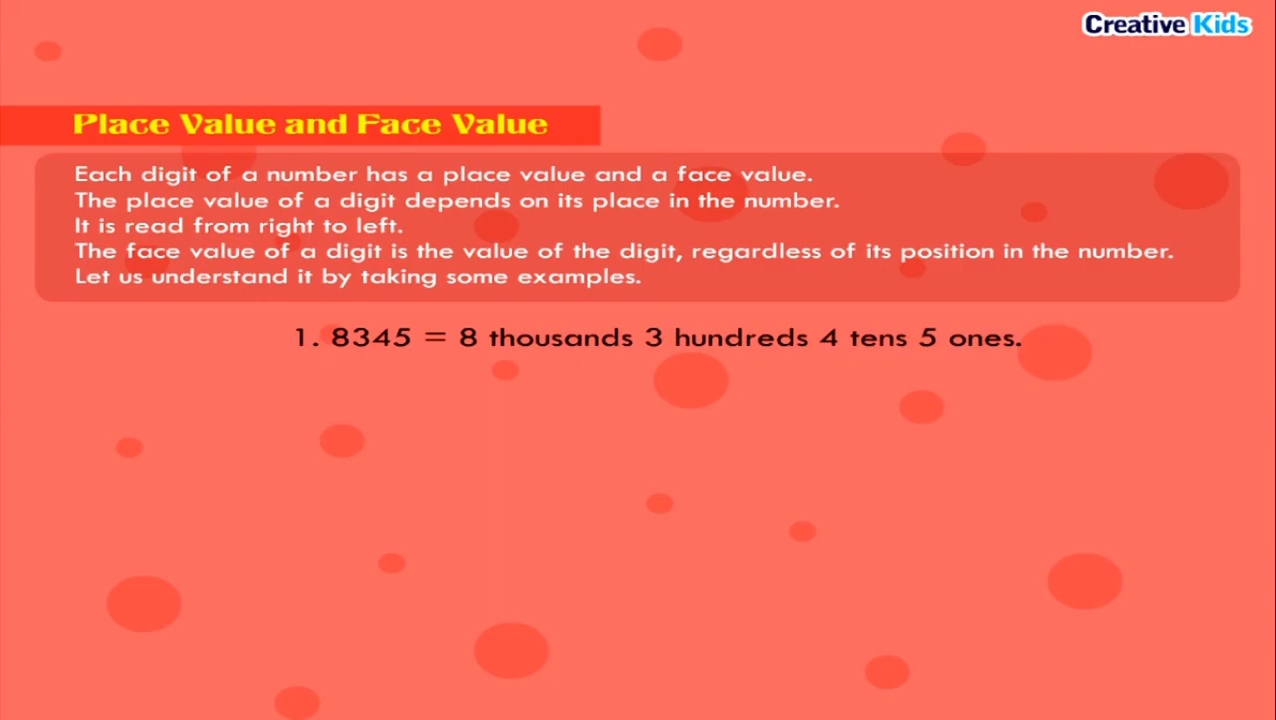 Creative Kids
Place Value and Face Value
Each digit of a number has a place value and a face value.
The place value of a digit depends on its place in the number.
It is read from right to left.
The face value of a digit is the value of the digit, regardless of its position in the number.
Let us understand it by taking some examples.
1. 8345 = 8 thousands 3 hundreds 4 tens 5 ones.